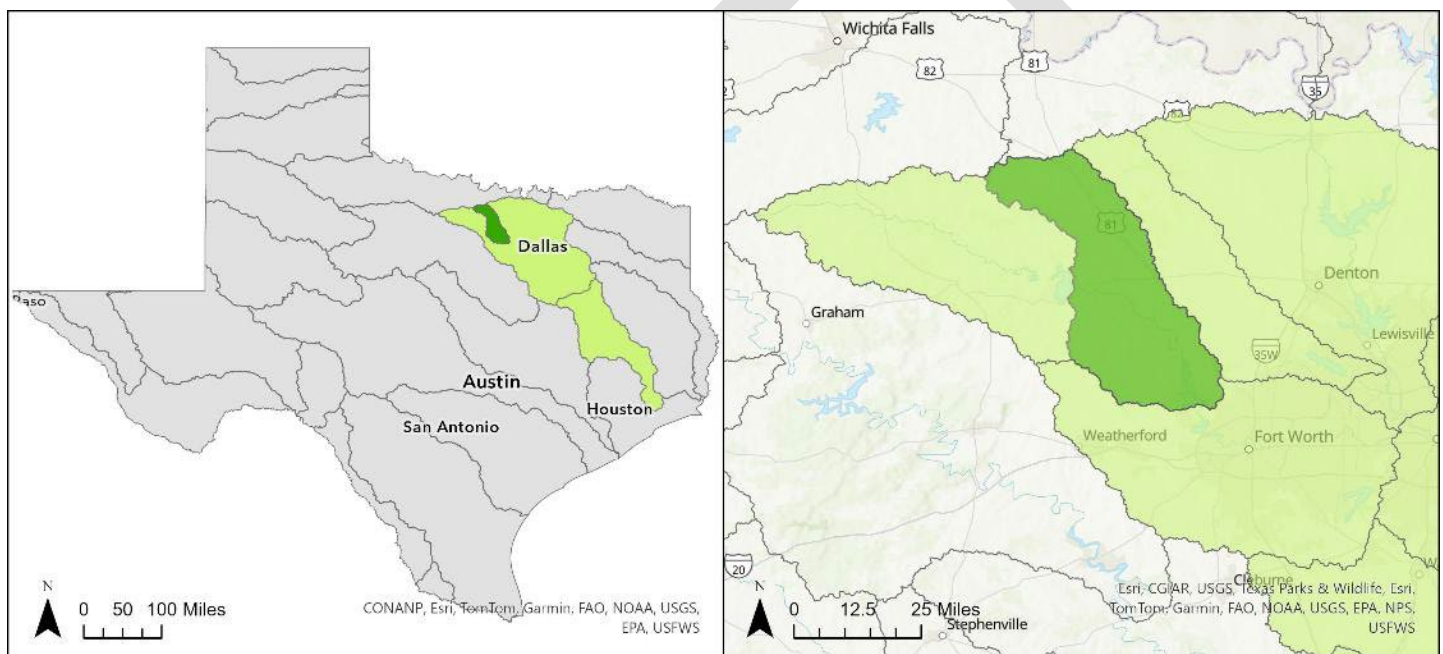 Dallas
Paso
Austin
Houston
San Antonio
N
0 50 100 Miles
CONANP, Esri, TomTom, Garmin, FAO, NOAA, USGS,
EPA, USFWS
Wichita Falls
82
81
35
82
81
Denton
Graham
Lewisville
35W
Weatherford
Fort Worth
20
Cleburne
N
0 12.5 25 Miles
Esri, CGIAR, USGS, Texas Parks & Wildlife, Esri,
TomTom, Garmin, FAO, NOAA, USGS, EPA, NPS,
USFWS
Stephenville